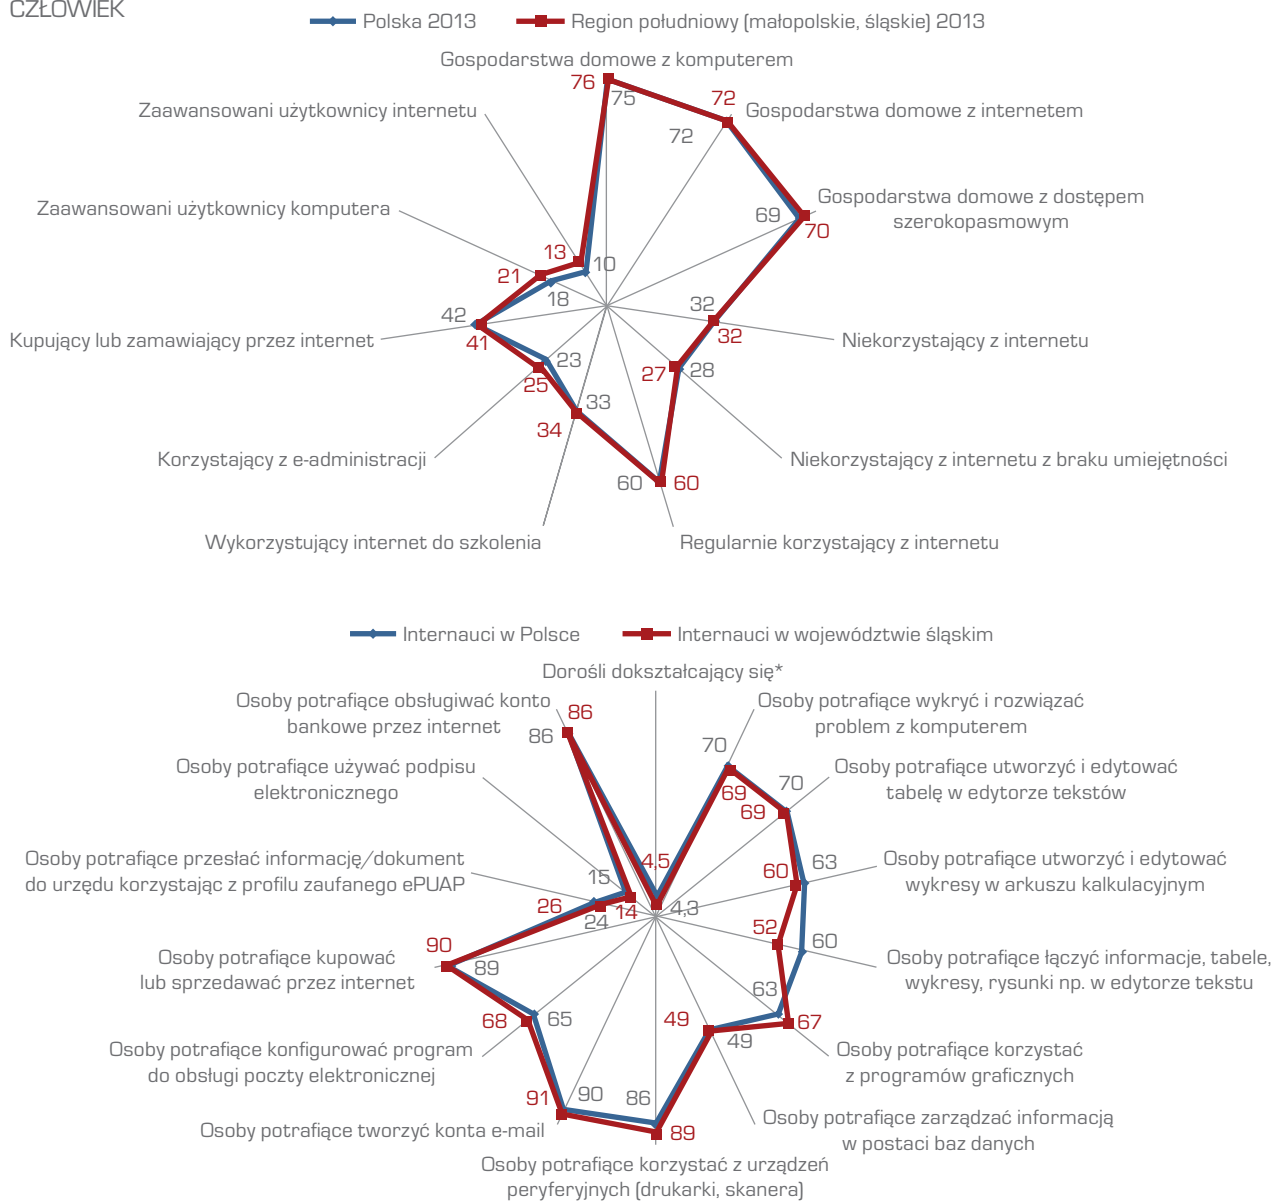 CZŁOWIEK
Polska 2013
Region południowy (małopolskie, śląskie) 2013
Gospodarstwa domowe z komputerem
76
75
72
72
Gospodarstwa domowe z internetem
Zaawansowani użytkownicy internetu
Zaawansowani użytkownicy komputera
Gospodarstwa domowe z dostępem
szerokopasmowym
69
70
13
10
21
18
42
41
Kupujący lub zamawiający przez internet
32
32
Niekorzystający z internetu
23
25
27
28
33
34
Korzystający z e-administracji
Niekorzystający z internetu z braku umiejętności
60
60
Wykorzystujący internet do szkolenia
Regularnie korzystający z internetu
Internauci w Polsce
Internauci w województwie śląskim
Dorośli dokształcający się*
Osoby potrafiące obsługiwać konto
bankowe przez internet
86
86
Osoby potrafiące wykryć i rozwiązać
problem z komputerem
70
69
Osoby potrafiące używać podpisu
elektronicznego
Osoby potrafiące utworzyć i edytować
tabelę w edytorze tekstów
70
69
Osoby potrafiące przesłać informację/dokument
do urzędu korzystając z profilu zaufanego ePUAP
15
14
4,5
4,3
60
63
Osoby potrafiące utworzyć i edytować
wykresy w arkuszu kalkulacyjnym
26
24
52
60
Osoby potrafiące kupować
lub sprzedawać przez internet
90
89
Osoby potrafiące łączyć informacje, tabele,
wykresy, rysunki np. w edytorze tekstu
63
67
68
65
49
49
Osoby potrafiące konfigurować program
do obsługi poczty elektronicznej
Osoby potrafiące korzystać
z programów graficznych
91
90
86
89
Osoby potrafiące tworzyć konta e-mail
Osoby potrafiące zarządzać informacją
w postaci baz danych
Osoby potrafiące korzystać z urządzeń
peryferyjnych (drukarki, skanera)